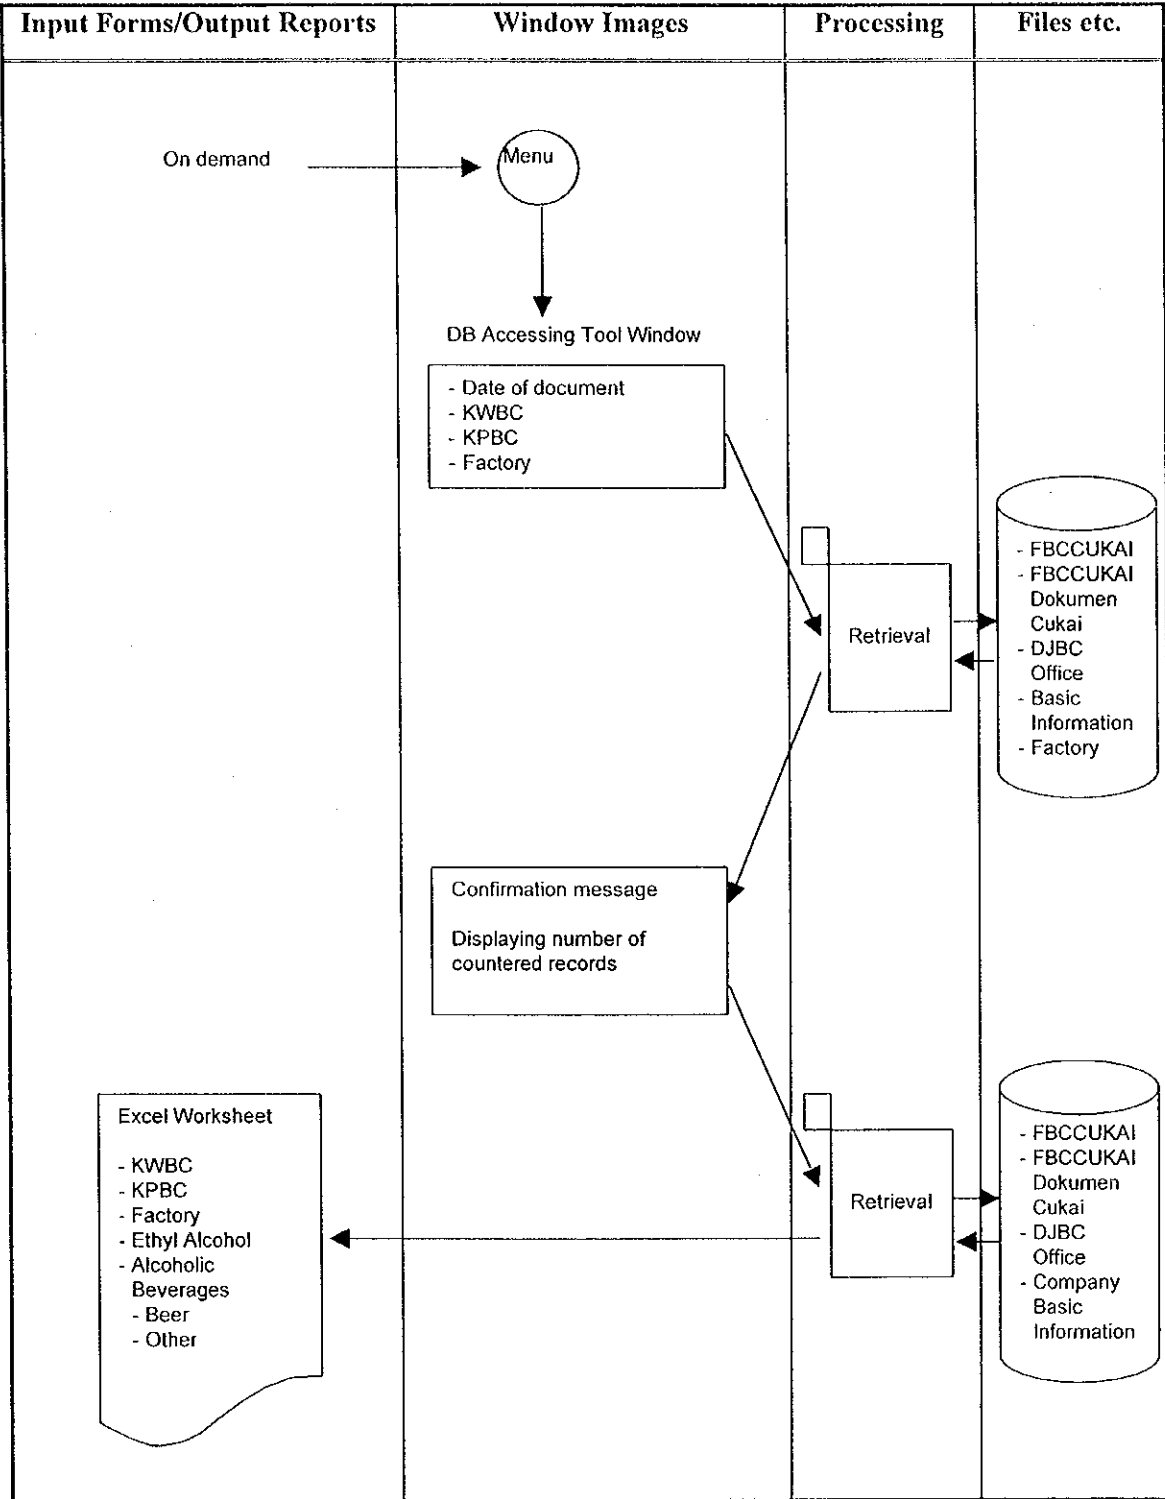 Input Forms/Output Reports
Window Images
Processing
Files etc.
On demand
Menu
DB Accessing Tool Window
- Date of document
- KWBC
- KPBC
- Factory
- FBCCUKAI
- FBCCUKAI
Dokumen
Cukai
- DJBC
Office
- Basic
Information
- Factory
Retrieval
Confirmation message
Displaying number of
countered records
Excel Worksheet
- KWBC
- KPBC
- Factory
- Ethyl Alcohol
- Alcoholic
Beverages
- Beer
- Other
Retrieval
- FBCCUKAI
- FBCCUKAI
Dokumen
Cukai
- DJBC
Office
- Company
Basic
Information